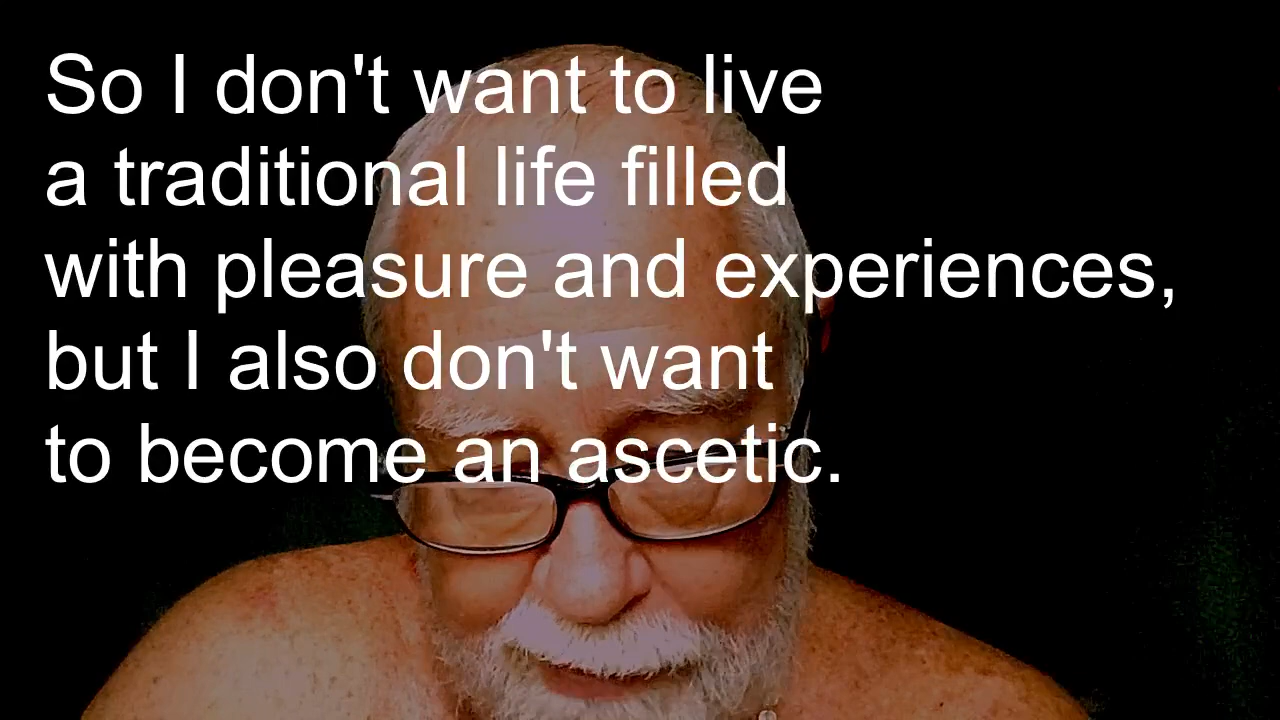 So I don't want to live
a traditional life filled
with pleasure and experiences,
but I also don't want
to become an ascetic.